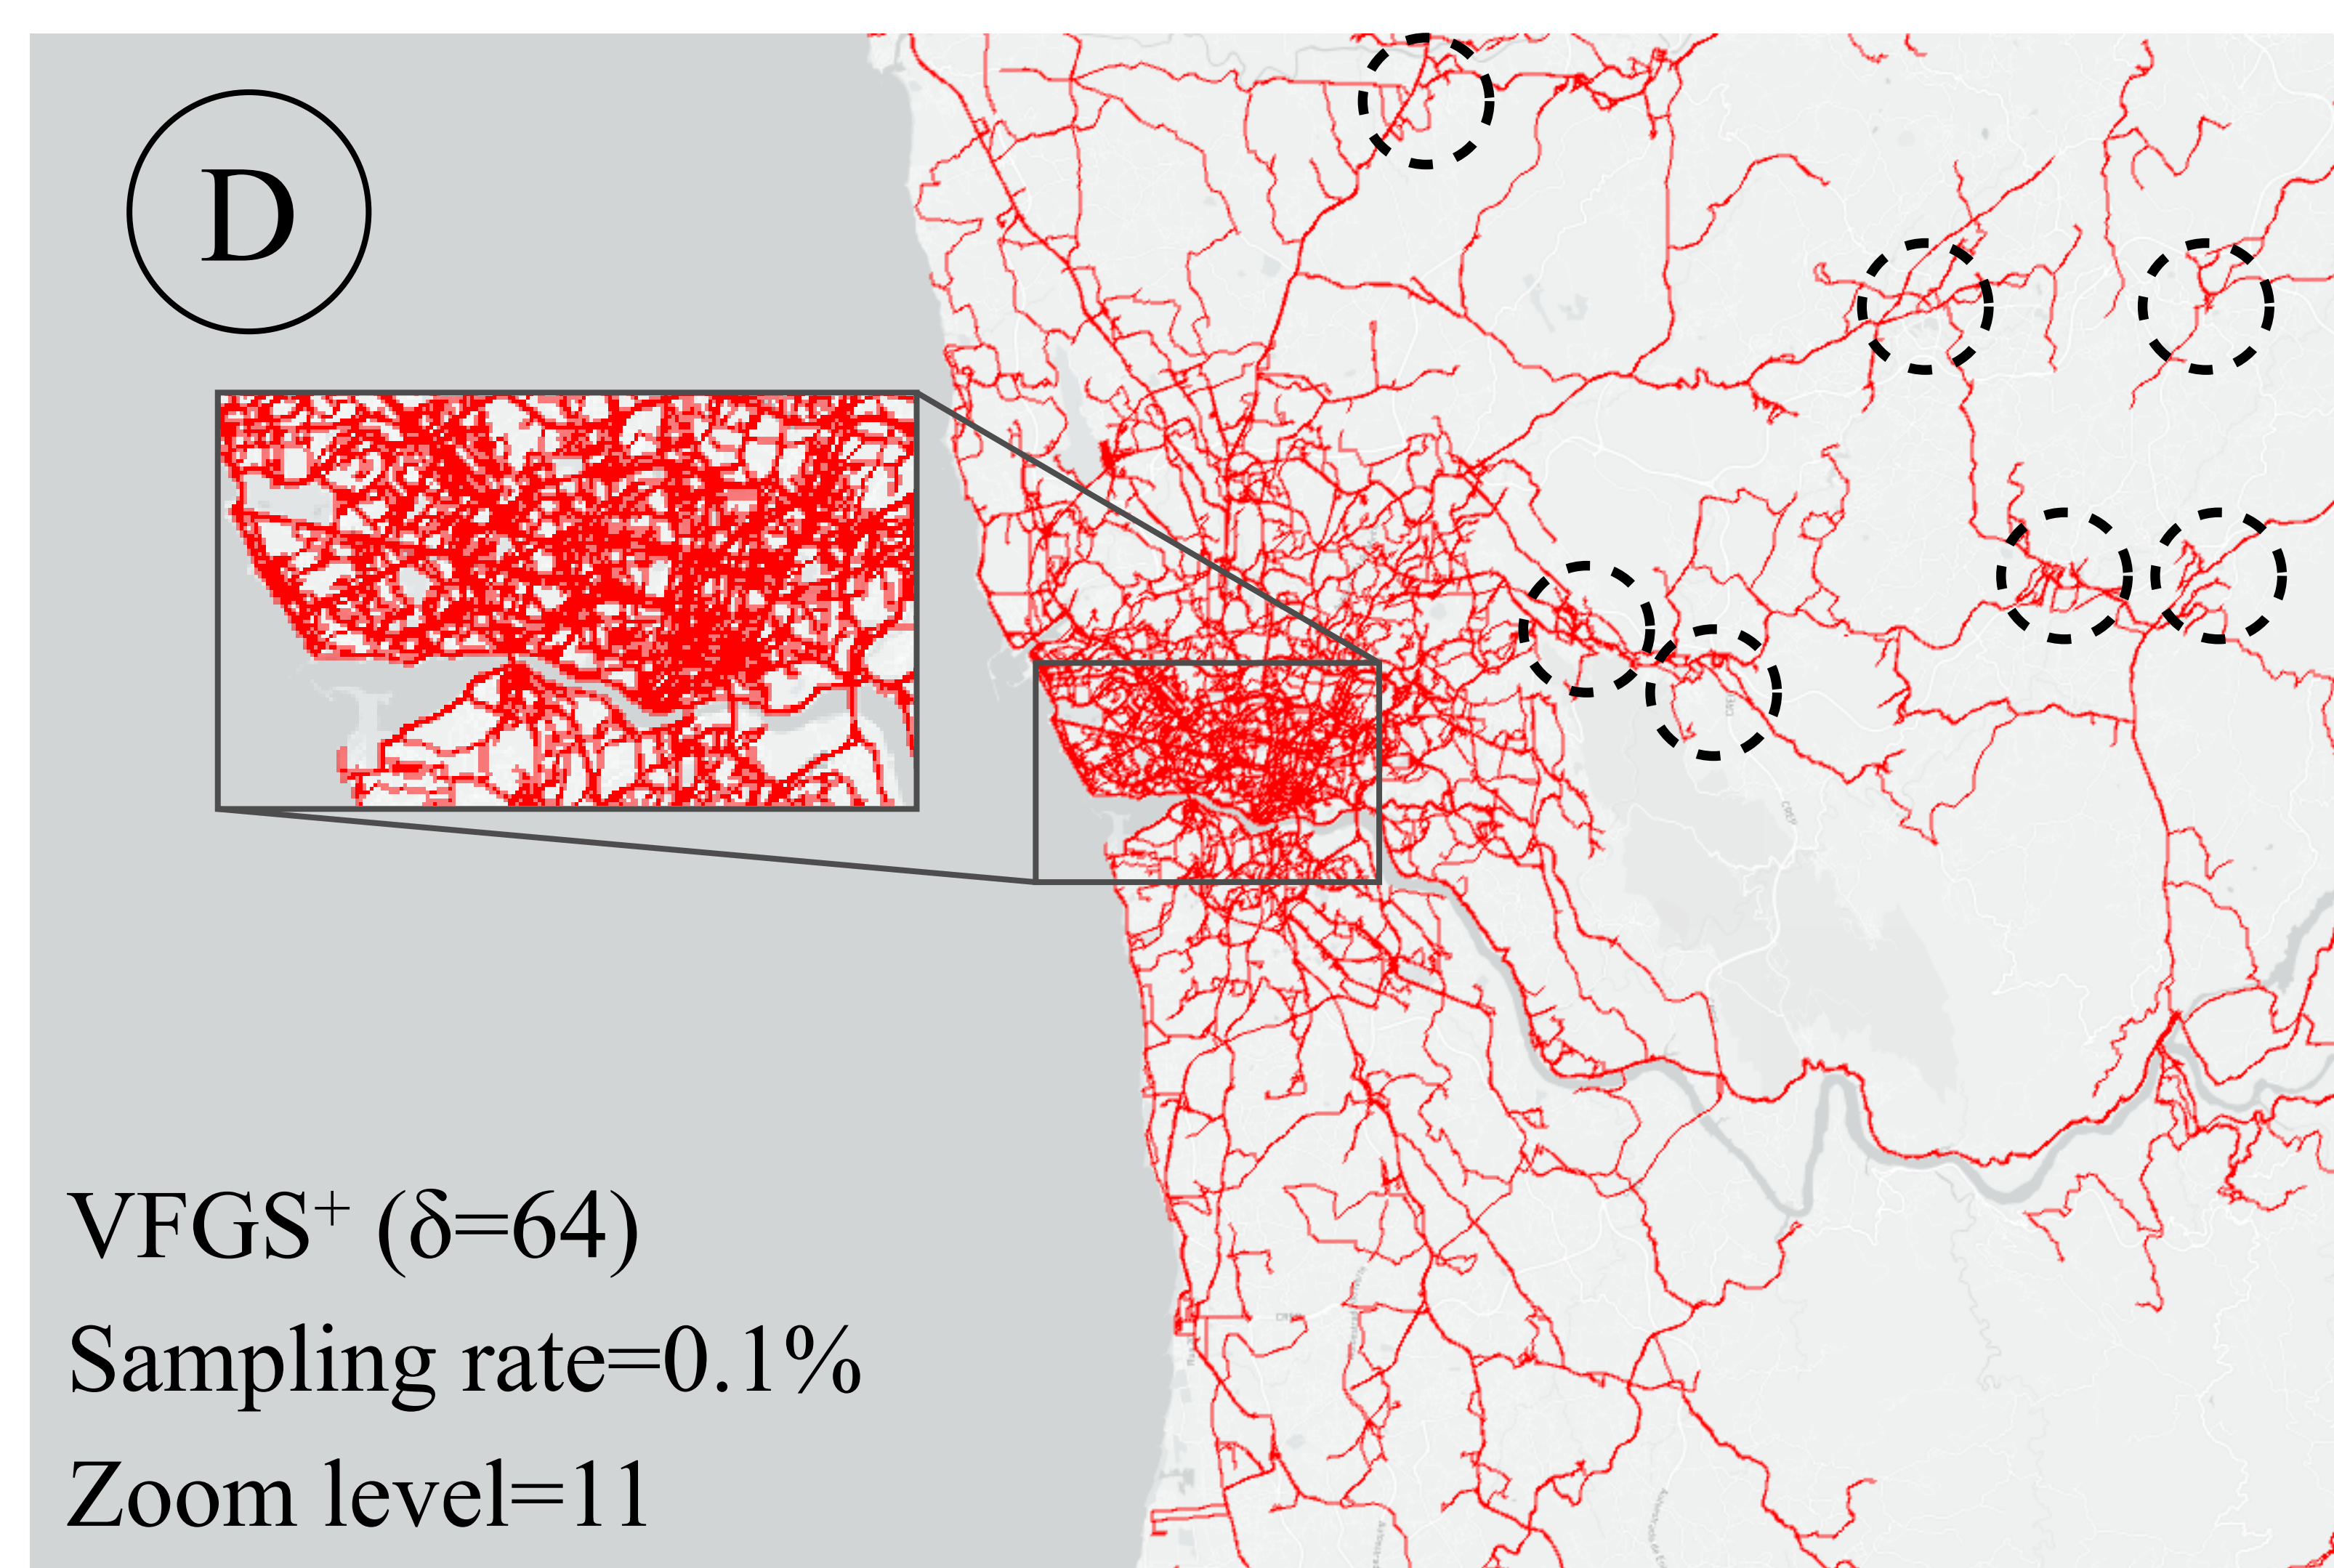 D
VFGS⁺ (δ=64)
Sampling rate=0.1%
Zoom level=11